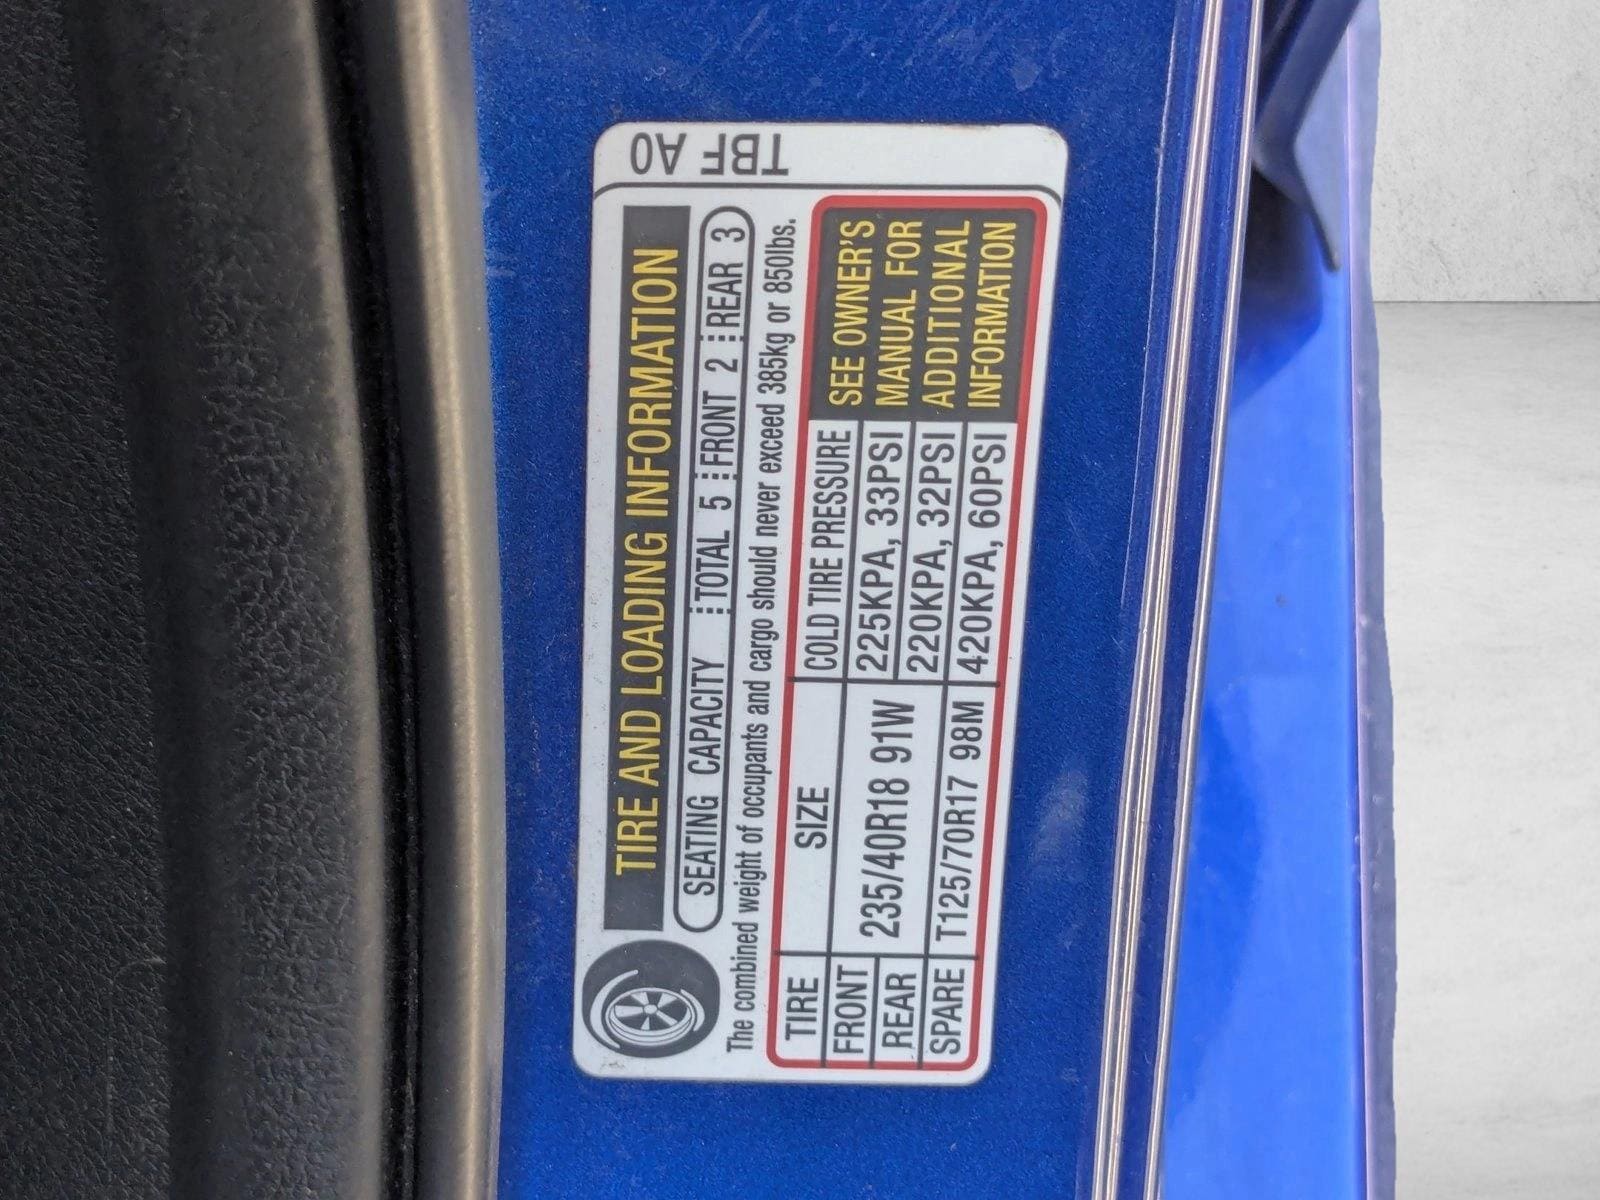 TBF A0
TIRE AND LOADING INFORMATION
SEATING CAPACITY TOTAL 5 FRONT 2 REAR 3
The combined weight of occupants and cargo should never exceed 385kg or 850lbs.
TIRE SIZE COLD TIRE PRESSURE
FRONT 235/40R18 91W 225KPA, 33PSI
REAR 220KPA, 32PSI
SPARE T125/70R17 98M 420KPA, 60PSI
SEE OWNER'S
MANUAL FOR
ADDITIONAL
INFORMATION